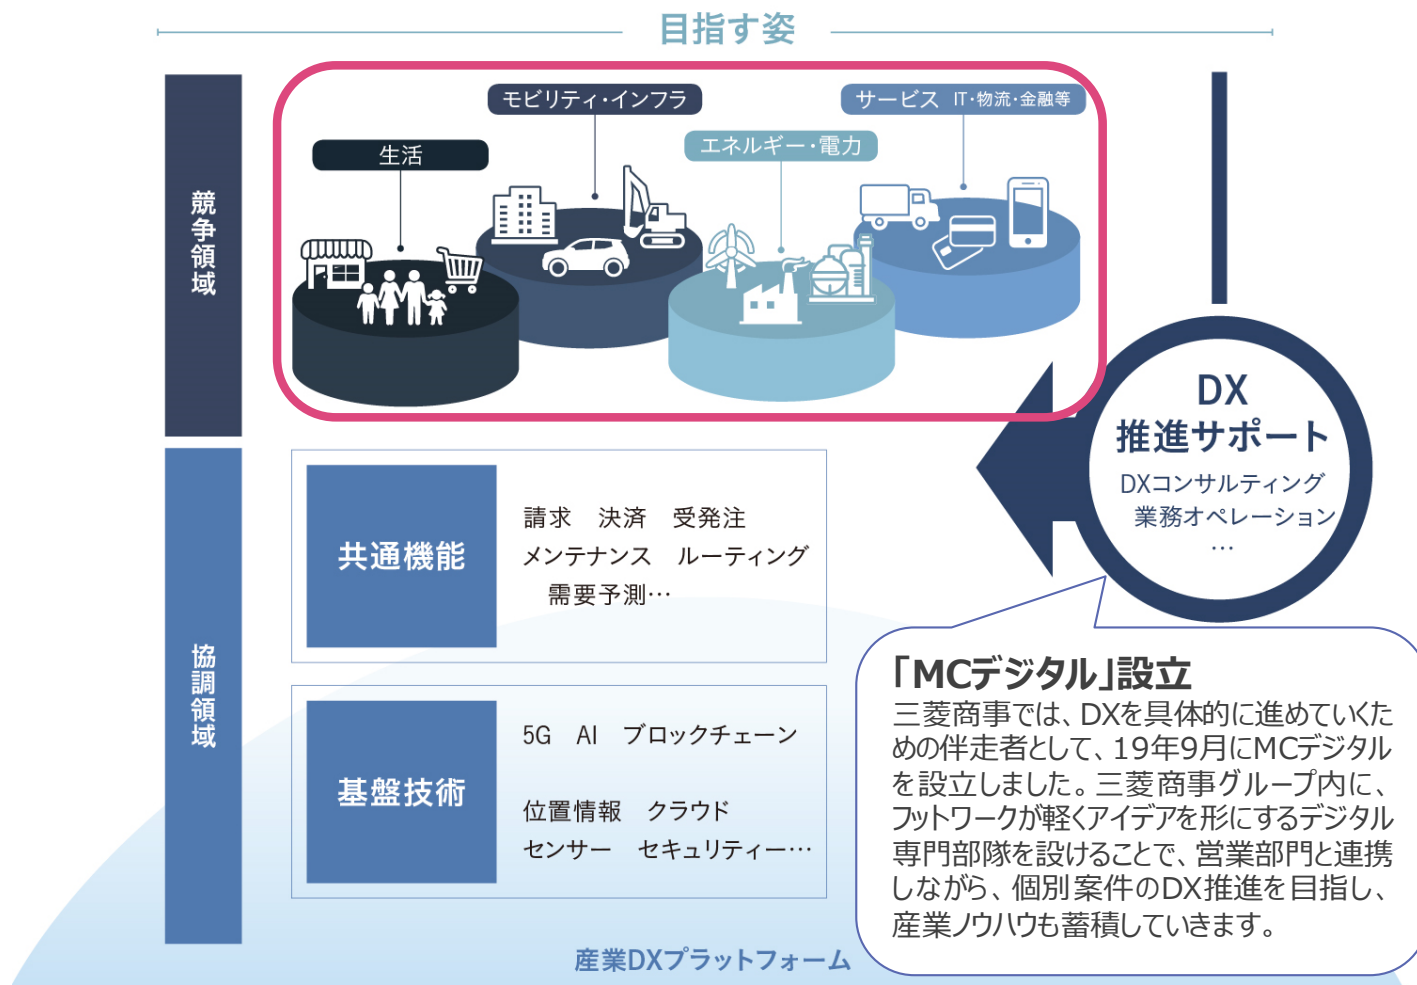 目指す姿
競争領域
生活
モビリティ・インフラ
エネルギー・電力
サービス IT・物流・金融等
DX
推進サポート
DXコンサルティング
業務オペレーション
…
協調領域
共通機能
請求　決済　受発注
メンテナンス　ルーティング
需要予測…
基盤技術
5G　AI　ブロックチェーン
位置情報　クラウド
センサー　セキュリティー…
「MCデジタル」設立
三菱商事では、DXを具体的に進めていくた
めの伴走者として、19年9月にMCデジタル
を設立しました。三菱商事グループ内に、
フットワークが軽くアイデアを形にするデジタル
専門部隊を設けることで、営業部門と連携
しながら、個別案件のDX推進を目指し、
産業ノウハウも蓄積していきます。
産業DXプラットフォーム